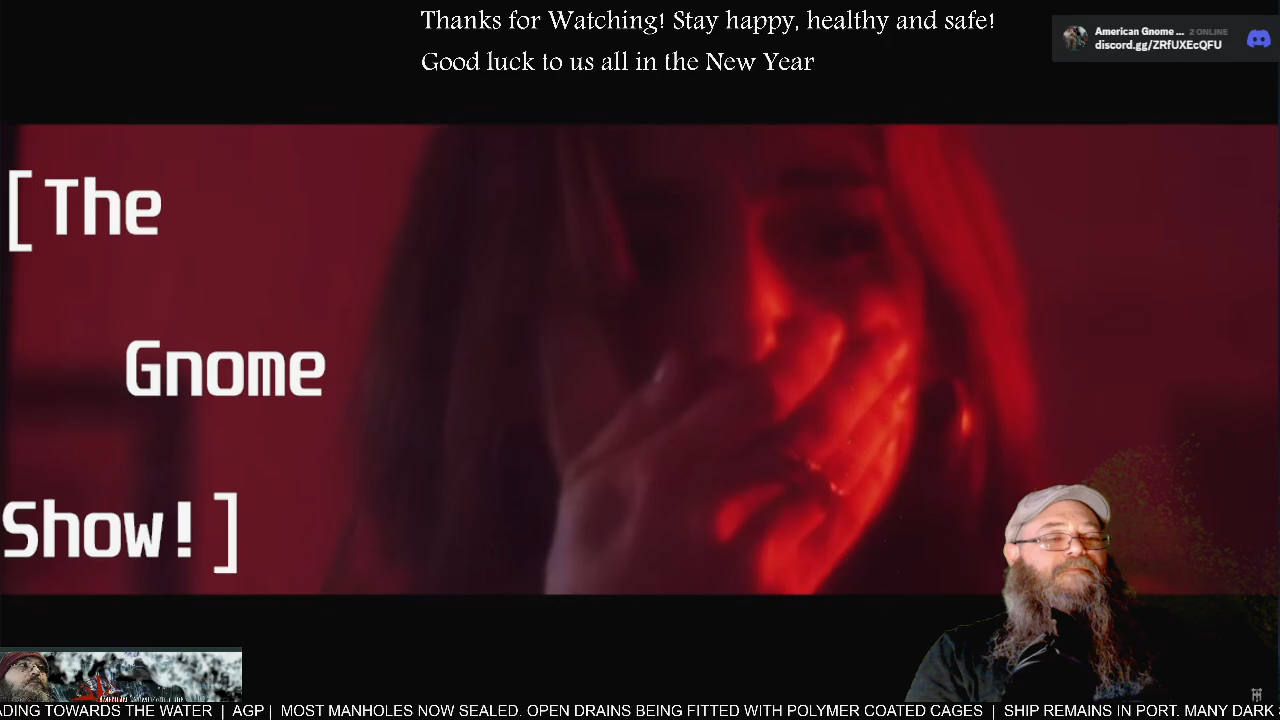 Thanks for Watching! Stay happy, healthy and safe!
Good luck to us all in the New Year
American Gnome ... 2 ONLINE
discord.gg/ZRfUXEcQFU
[The
Gnome
Show!]
ADING TOWARDS THE WATER | AGP | MOST MANHOLES NOW SEALED. OPEN DRAINS BEING FITTED WITH POLYMER COATED CAGES | SHIP REMAINS IN PORT. MANY DARK